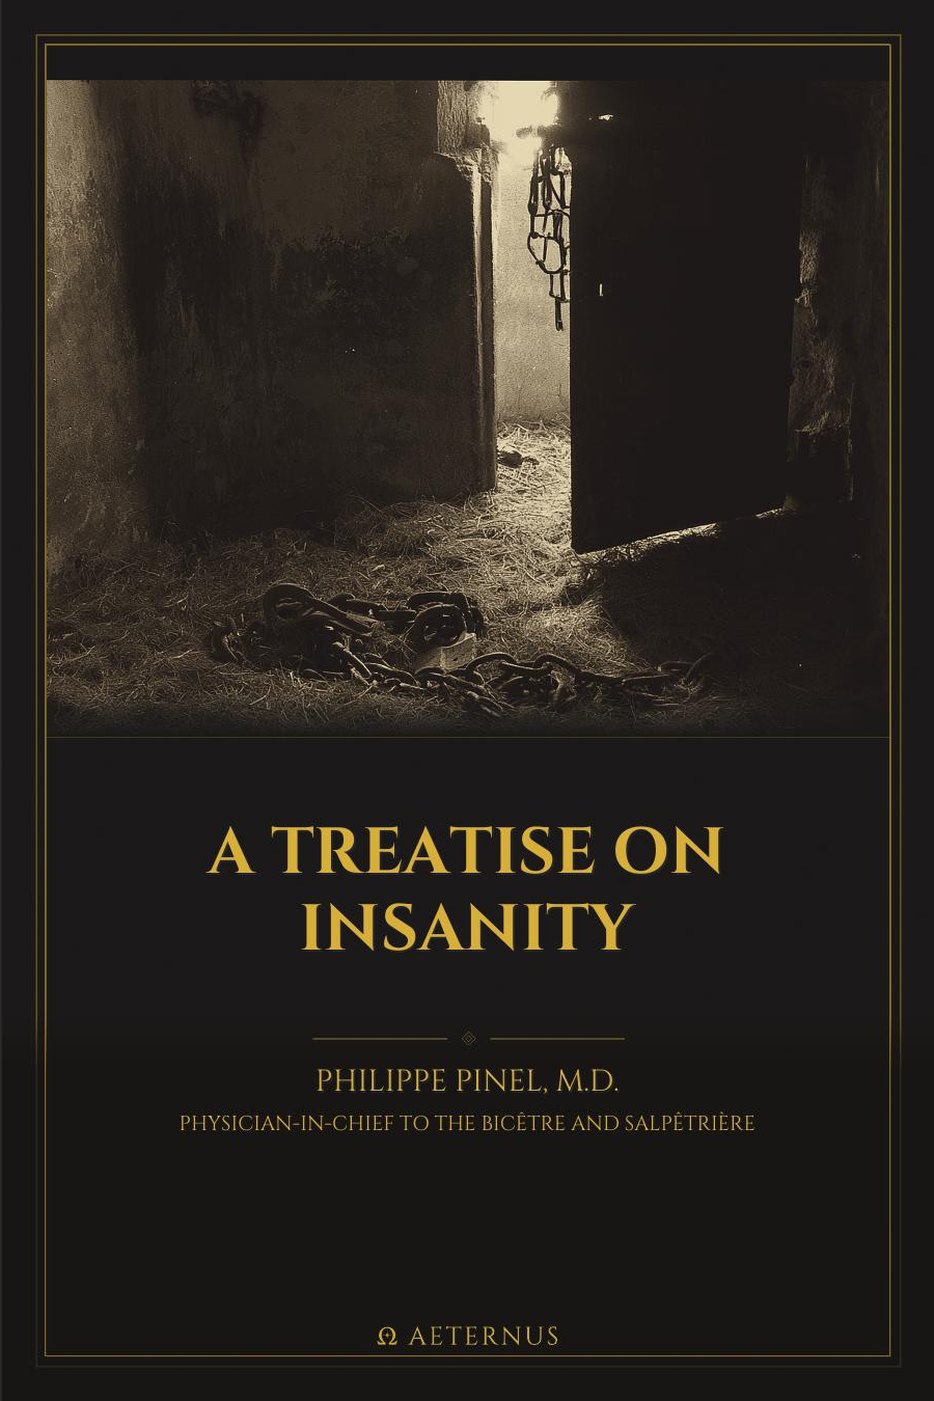 A TREATISE ON
INSANITY
PHILIPPE PINEL, M.D.
PHYSICIAN-IN-CHIEF TO THE BICÊTRE AND SALPÊTRIÈRE
Ω AETERNUS